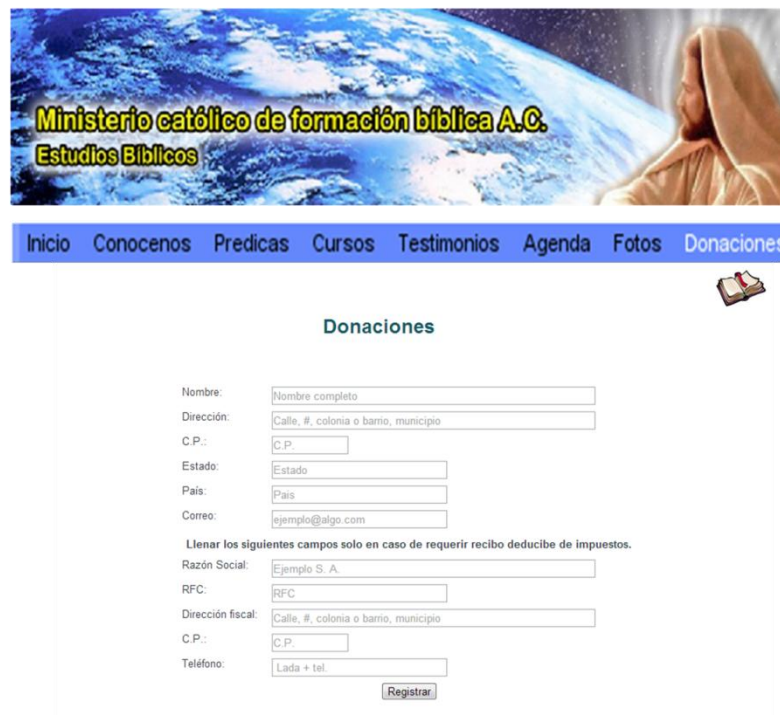 Ministerio católico de formación bíblica A.C.
Estudios Bíblicos
Inicio Conocenos Predicas Cursos Testimonios Agenda Fotos Donaciones
Donaciones
Nombre: Nombre completo
Dirección: Calle, #, colonia o barrio, municipio
C.P.: C.P.
Estado: Estado
País: Pais
Correo: ejemplo@algo.com
Llenar los siguientes campos solo en caso de requerir recibo deducibe de impuestos.
Razón Social: Ejemplo S. A.
RFC: RFC
Dirección fiscal: Calle, #, colonia o barrio, municipio
C.P.: C.P.
Teléfono: Lada + tel.
Registrar